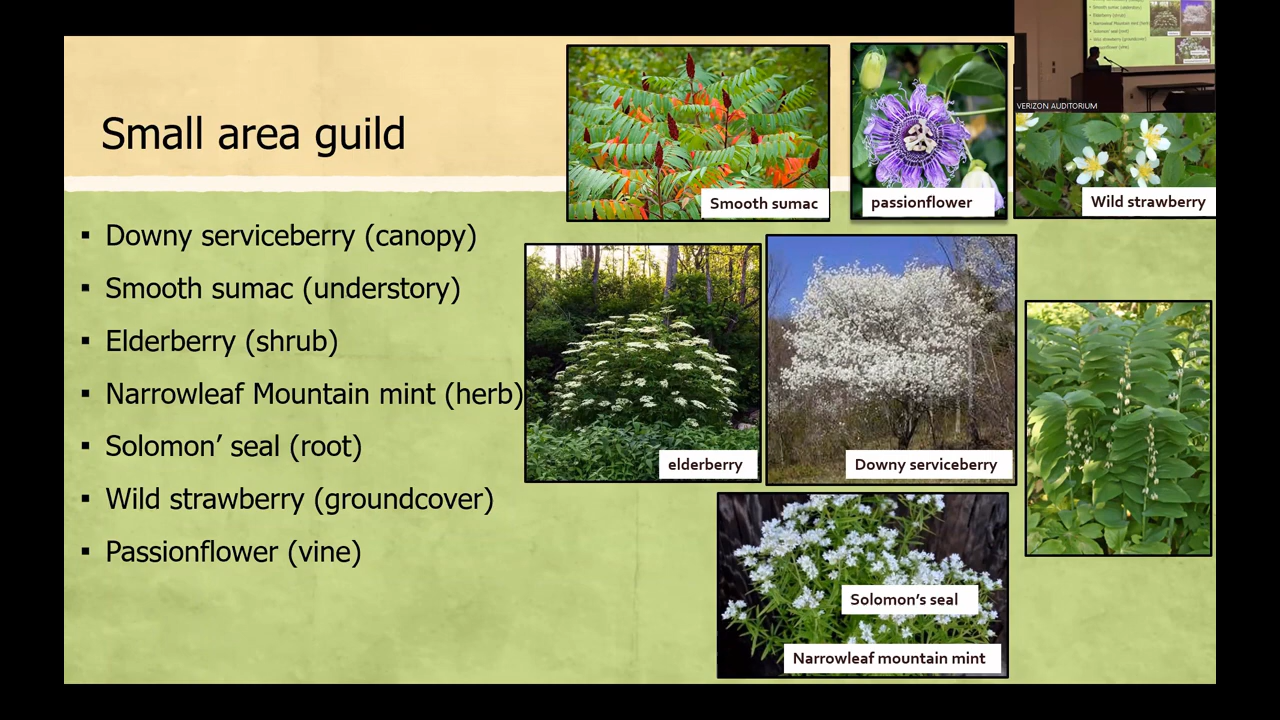 Small area guild
Downy serviceberry (canopy)
Smooth sumac (understory)
Elderberry (shrub)
Narrowleaf Mountain mint (herb)
Solomon’ seal (root)
Wild strawberry (groundcover)
Passionflower (vine)
Smooth sumac
passionflower
VERIZON AUDITORIUM
Wild strawberry
elderberry
Downy serviceberry
Solomon’s seal
Narrowleaf mountain mint